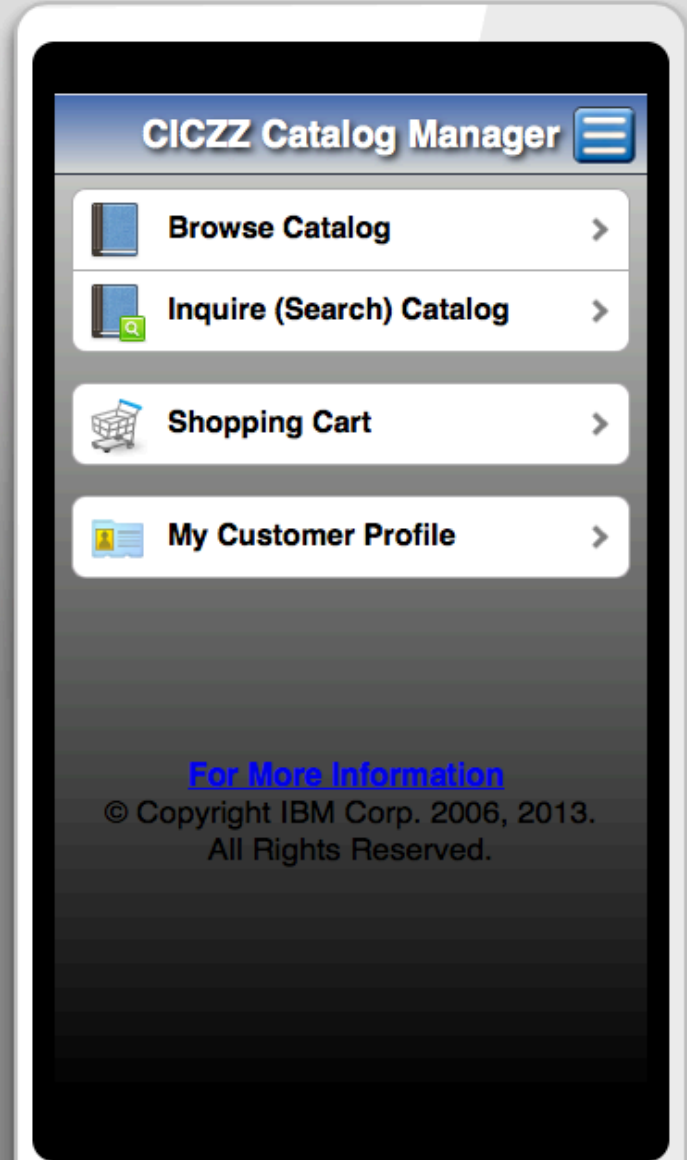 CICZZ Catalog Manager
Browse Catalog
Inquire (Search) Catalog
Shopping Cart
My Customer Profile
For More Information
© Copyright IBM Corp. 2006, 2013.
All Rights Reserved.